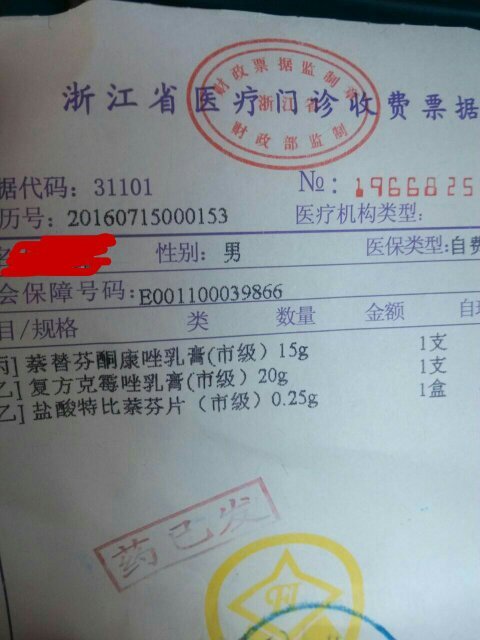 浙江省医疗门诊收费票据
财政票据监制章
浙江省
财政部监制
据代码：31101
№：1966825
历号：20160715000153
医疗机构类型：
性别：男
医保类型：自费
会保障号码：E001100039866
目/规格 类 数量 金额 自理
丙］萘替芬酮康唑乳膏(市级）15g 1支
乙］复方克霉唑乳膏(市级）20g 1支
乙］盐酸特比萘芬片（市级）0.25g 1盒
药已发